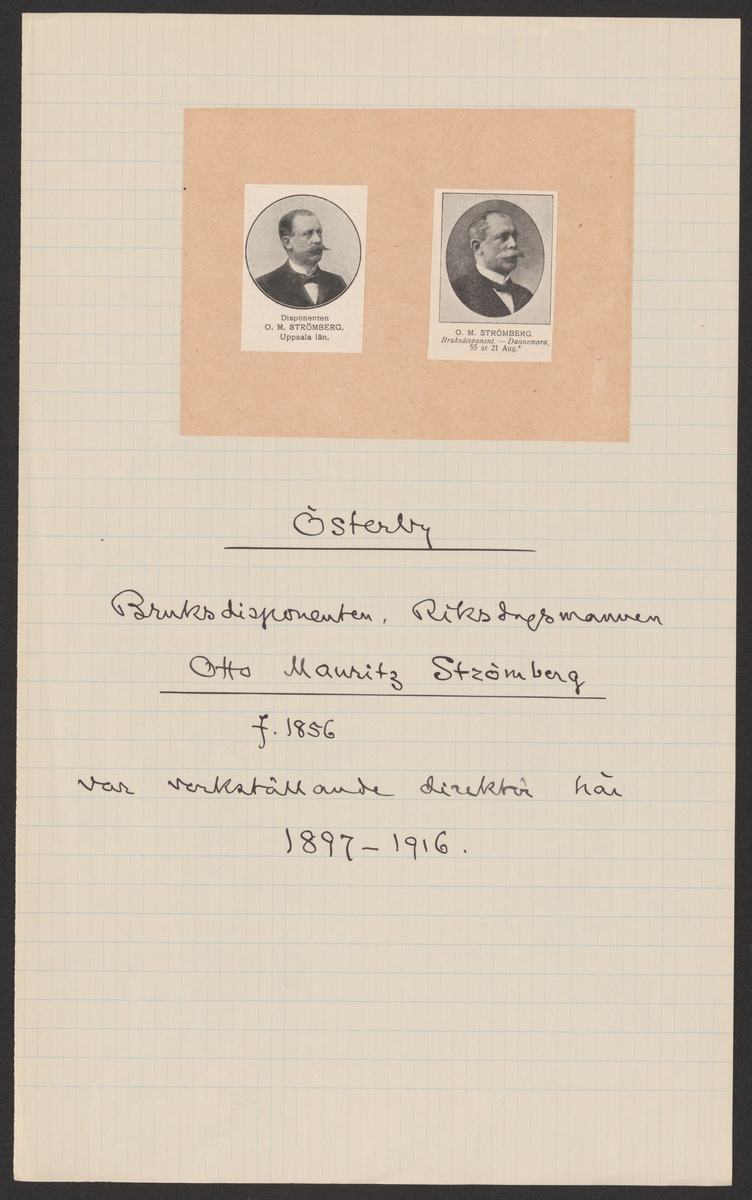 Disponenten
O. M. STRÖMBERG.
Uppsala län.
O. M. STRÖMBERG.
Bruksdisponent. — Dannemora,
55 år 21 Aug.*
Österby
Bruksdisponenten, Riksdagsmannen
Otto Mauritz Strömberg
f. 1856
var verkställande direktör här
1897–1916.